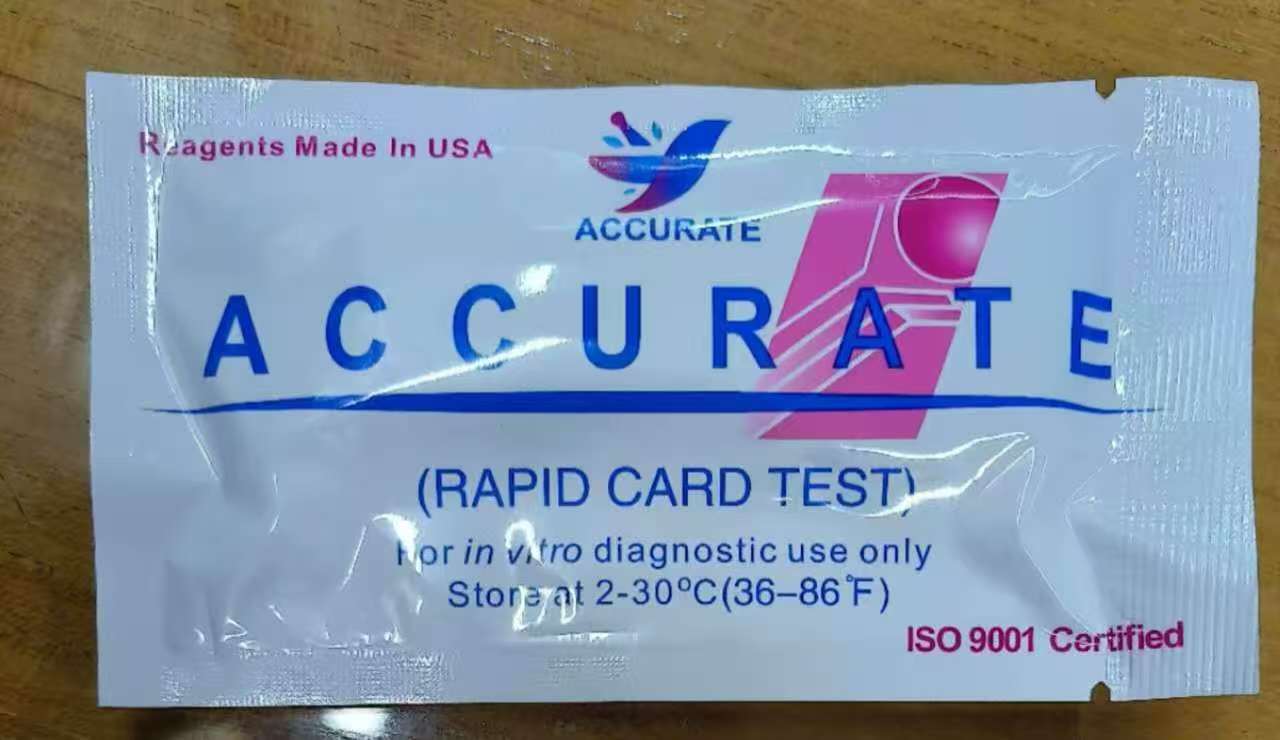 Reagents Made In USA
ACCURATE
ACCURATE
(RAPID CARD TEST)
For in vitro diagnostic use only
Store at 2-30°C(36–86°F)
ISO 9001 Certified